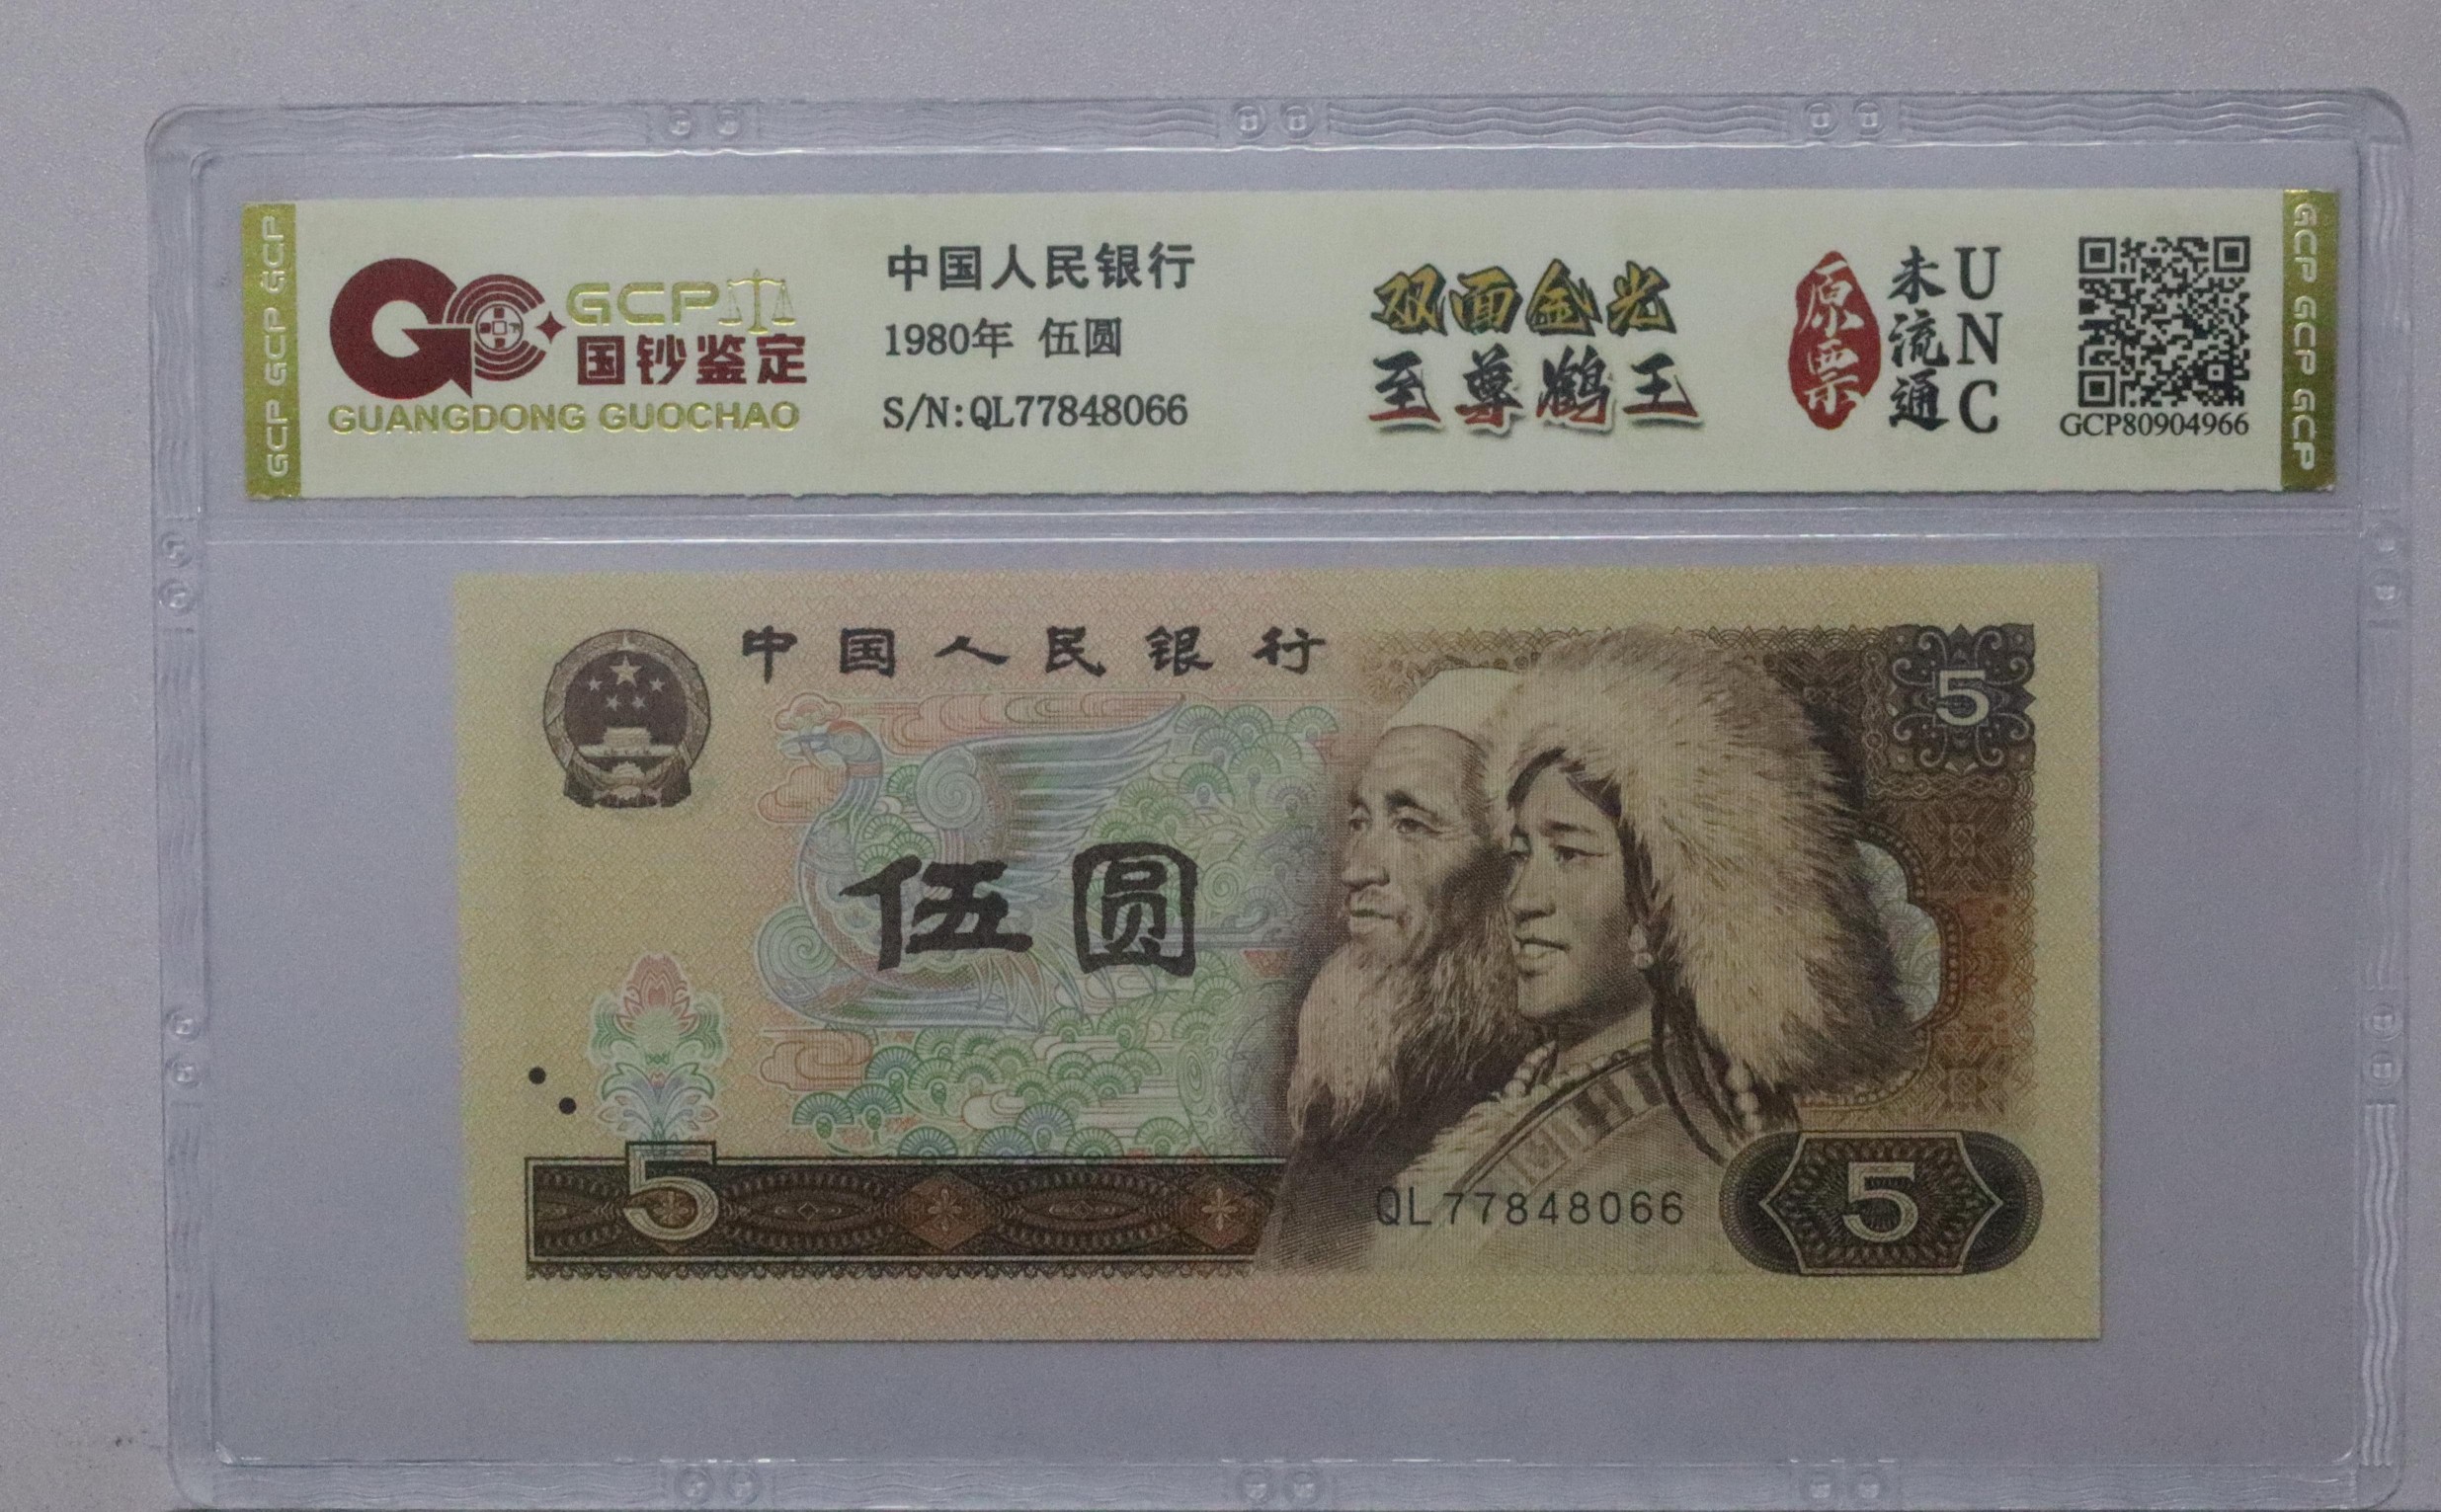 GCP GCP GCP
GCP
国钞鉴定
GUANGDONG GUOCHAO
中国人民银行
1980年 伍圆
S/N:QL77848066
双面金光
至尊鹤王
原票
未流通
UNC
GCP80904966
GCP GCP GCP
中国人民银行
5
伍圆
5
QL77848066
5